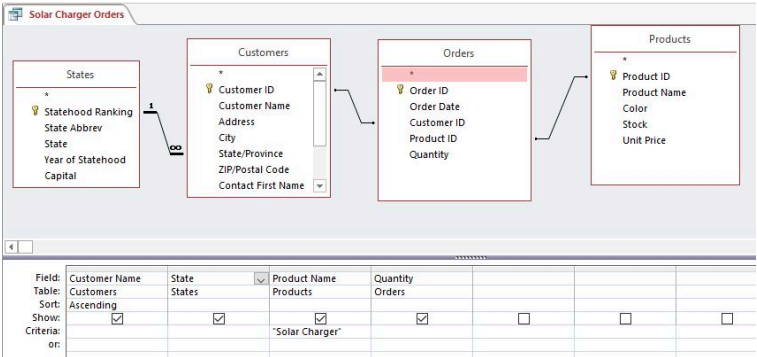 Solar Charger Orders
States
*
Statehood Ranking
State Abbrev
State
Year of Statehood
Capital
1
∞
Customers
*
Customer ID
Customer Name
Address
City
State/Province
ZIP/Postal Code
Contact First Name
Orders
*
Order ID
Order Date
Customer ID
Product ID
Quantity
Products
*
Product ID
Product Name
Color
Stock
Unit Price
Field: Customer Name State Product Name Quantity
Table: Customers States Products Orders
Sort: Ascending
Show:
Criteria: "Solar Charger"
or: